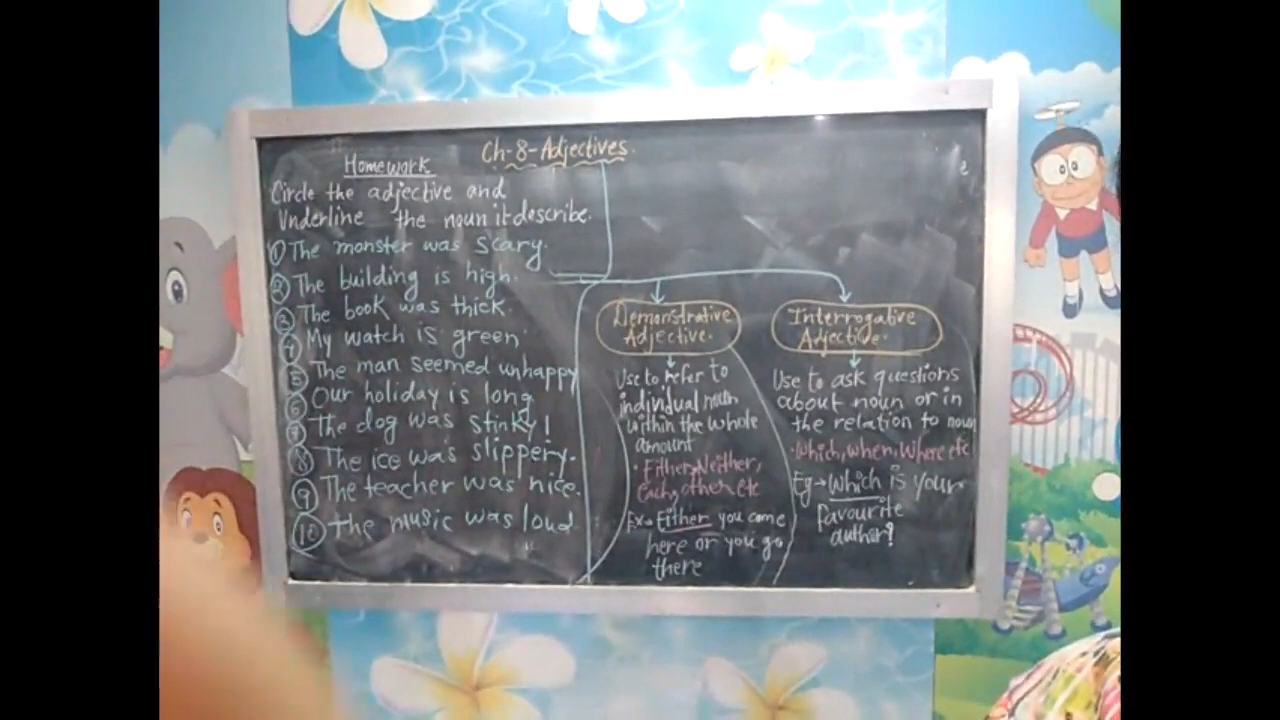 Ch-8-Adjectives.
Homework
Circle the adjective and
Underline the noun it describe.
① The monster was scary.
② The building is high.
③ The book was thick.
④ My watch is green
⑤ The man seemed unhappy
⑥ Our holiday is long
⑦ The dog was stinky!
⑧ The ice was slippery.
⑨ The teacher was nice.
⑩ The music was loud
Demonstrative
Adjective.
Use to refer to
individual noun
within the whole
amount
• Either, Neither,
Each, other etc
Ex→ Either you come
here or you go
there
Interrogative
Adjective.
Use to ask questions
about noun or in
the relation to noun
• Which, when, Where etc
Eg→ Which is your
favourite
author?